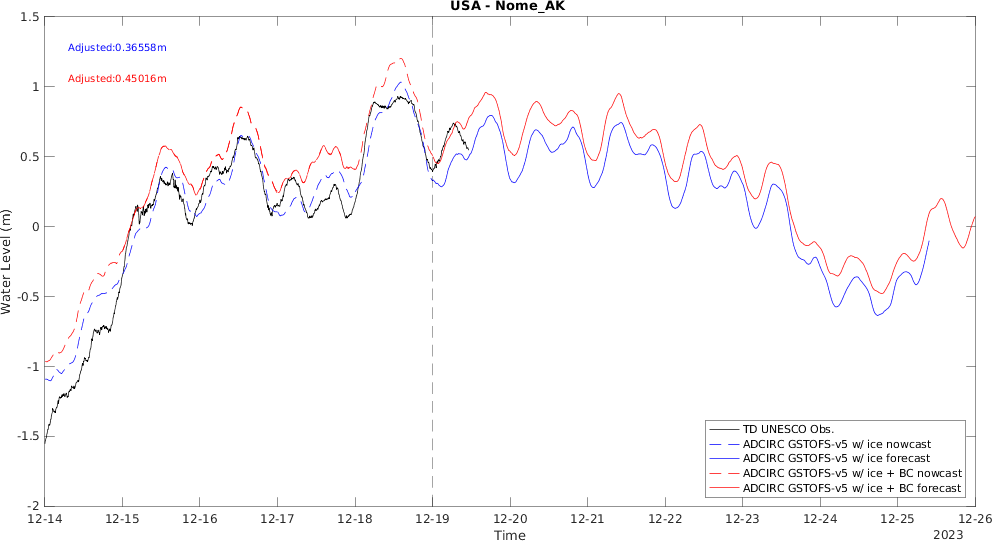 USA - Nome_AK
1.5
Adjusted:0.36558m
Adjusted:0.45016m
1
0.5
0
-0.5
-1
-1.5
-2
Water Level (m)
TD UNESCO Obs.
ADCIRC GSTOFS-v5 w/ ice nowcast
ADCIRC GSTOFS-v5 w/ ice forecast
ADCIRC GSTOFS-v5 w/ ice + BC nowcast
ADCIRC GSTOFS-v5 w/ ice + BC forecast
12-14 12-15 12-16 12-17 12-18 12-19 12-20 12-21 12-22 12-23 12-24 12-25 12-26
Time
2023